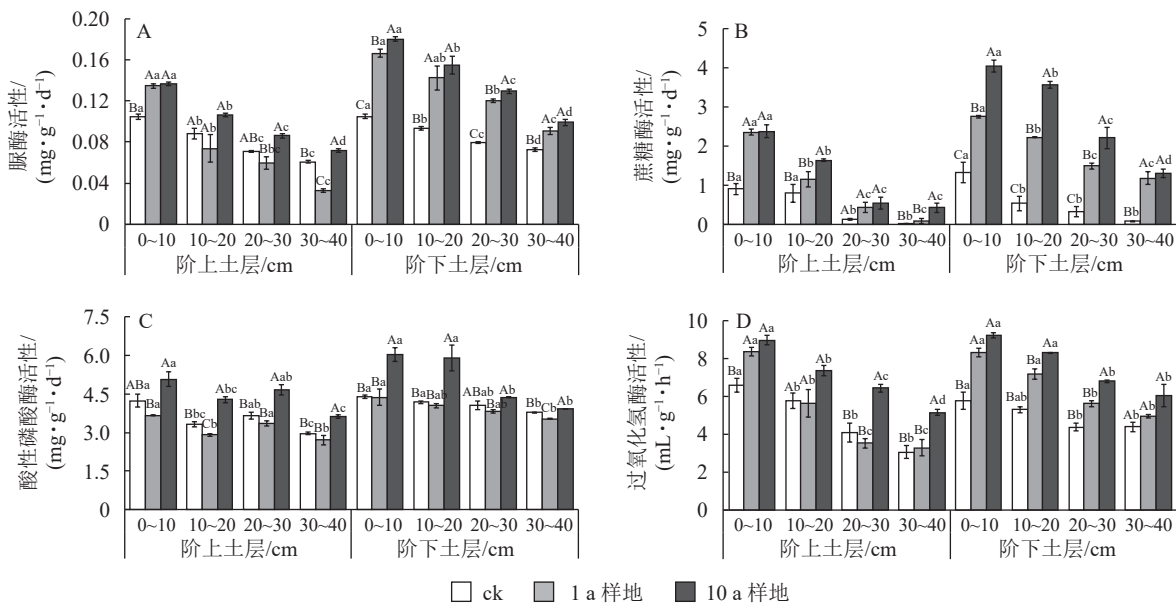 A
脲酶活性/
(mg·g⁻¹·d⁻¹)
0.20
0.16
0.12
0.08
0.04
0
Ba Aa Aa Ab Ab Ab ABc Bbc Ac Bc Cc Ad Ca Ba Aa Bb Aab Ab Cc Bb Ac Bd Ac Ad
0~10 10~20 20~30 30~40 0~10 10~20 20~30 30~40
阶上土层/cm 阶下土层/cm
B
蔗糖酶活性/
(mg·g⁻¹·d⁻¹)
5
4
3
2
1
0
Ba Aa Aa Ba Bb Ab Ab Ac Ac Bb Bc Ac Ca Ba Aa Cb Bb Ab Cb Bc Ac Bb Ac Ad
0~10 10~20 20~30 30~40 0~10 10~20 20~30 30~40
阶上土层/cm 阶下土层/cm
C
酸性磷酸酶活性/
(mg·g⁻¹·d⁻¹)
7.5
6.0
4.5
3.0
1.5
0
ABa Ba Aa Bbc Cb Abc Ba Ba Aa Bc Bb Ac Ba Ba Aa Ba Bab Aa ABab Bab Ab Bb Cb Ab
0~10 10~20 20~30 30~40 0~10 10~20 20~30 30~40
阶上土层/cm 阶下土层/cm
D
过氧化氢酶活性/
(mL·g⁻¹·h⁻¹)
10
8
6
4
2
0
Ba Aa Aa Ab Ab Ab Bb Bc Ac Bb Bc Ad Ba Aa Aa Bab Aa Aa Bb Ab Ab Ab Ab Ab
0~10 10~20 20~30 30~40 0~10 10~20 20~30 30~40
阶上土层/cm 阶下土层/cm
ck 1 a 样地 10 a 样地